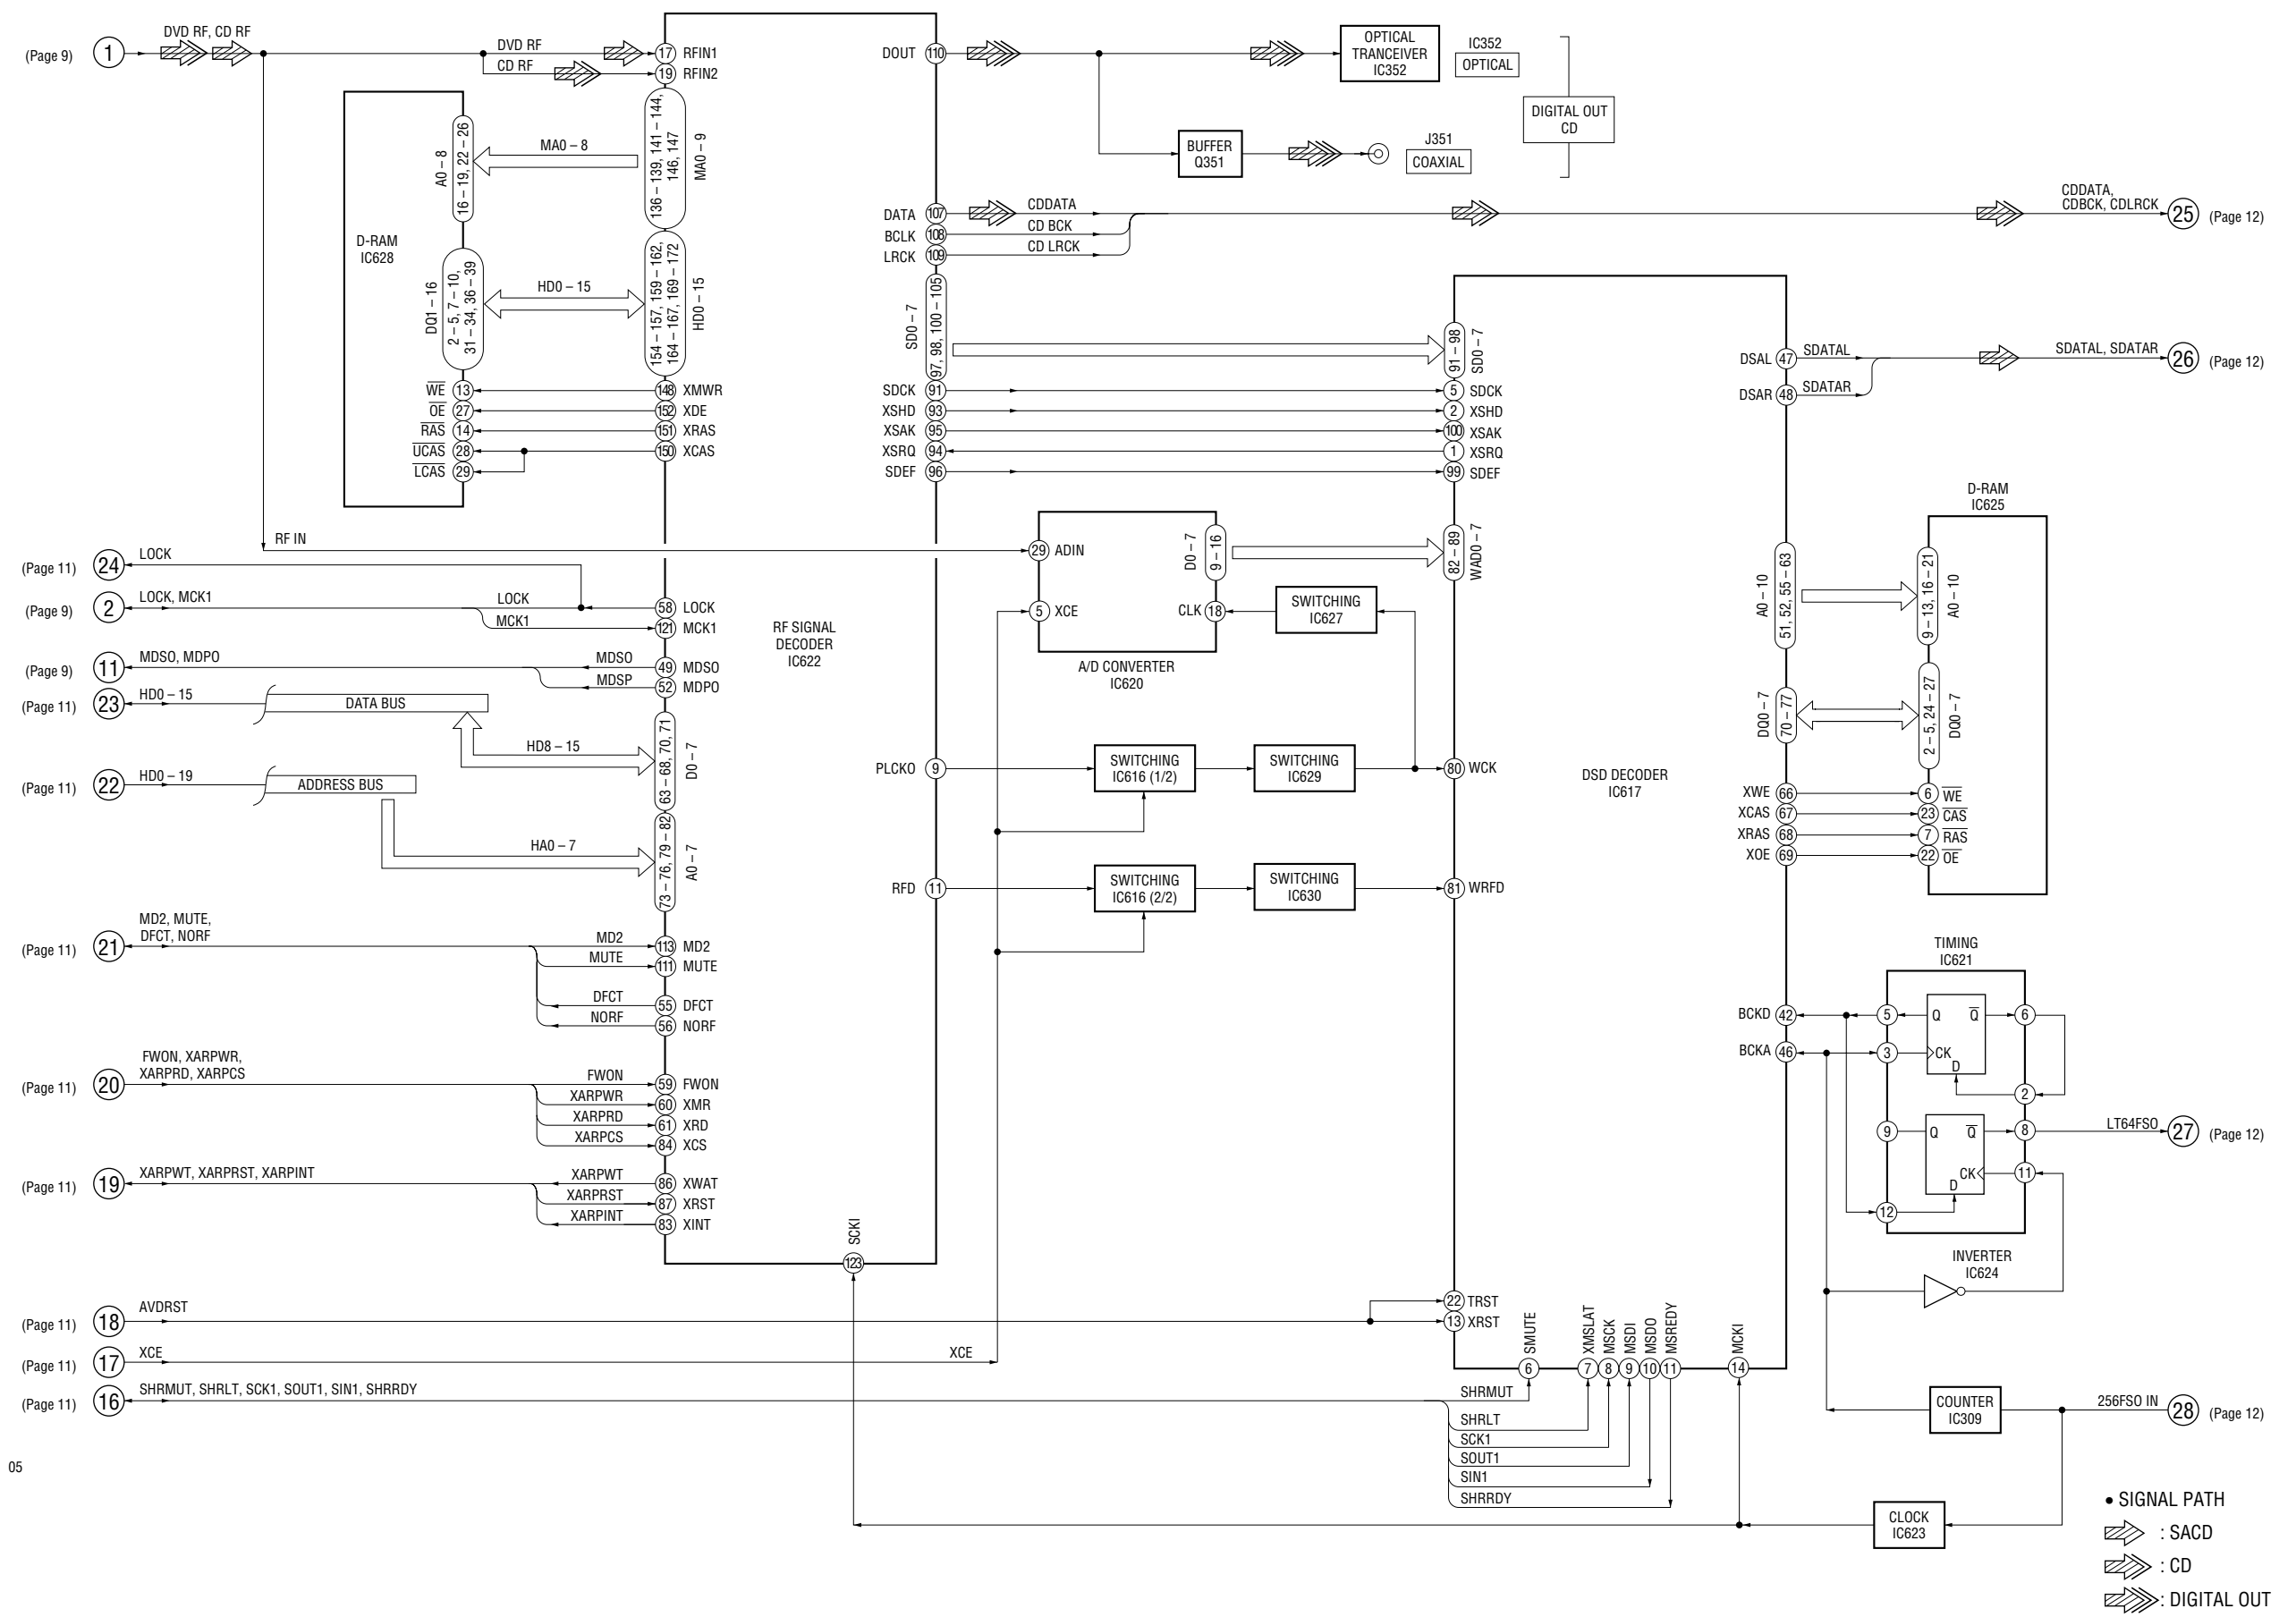 (Page 9)
1
DVD RF, CD RF
DVD RF
CD RF
17
RFIN1
19
RFIN2
D-RAM
IC628
A0 – 8
16 – 19, 22 – 26
MA0 – 8
136 – 139, 141 – 144,
146, 147
MA0 – 9
DQ1 – 16
2 – 5, 7 – 10,
31 – 34, 36 – 39
HD0 – 15
154 – 157, 159 – 162,
164 – 167, 169 – 172
HD0 – 15
WE 13
148 XMWR
OE 27
152 XDE
RAS 14
151 XRAS
UCAS 28
150 XCAS
LCAS 29
RF IN
(Page 11)
24
LOCK
(Page 9)
2
LOCK, MCK1
LOCK
58 LOCK
MCK1
121 MCK1
(Page 9)
11
MDSO, MDPO
MDSO
49 MDSO
MDSP
52 MDPO
(Page 11)
23
HD0 – 15
DATA BUS
HD8 – 15
63 – 68, 70, 71
D0 – 7
(Page 11)
22
HD0 – 19
ADDRESS BUS
HA0 – 7
73 – 76, 79 – 82
A0 – 7
(Page 11)
21
MD2, MUTE,
DFCT, NORF
MD2
113 MD2
MUTE
111 MUTE
DFCT
55 DFCT
NORF
56 NORF
(Page 11)
20
FWON, XARPWR,
XARPRD, XARPCS
FWON
59 FWON
XARPWR
60 XMR
XARPRD
61 XRD
XARPCS
84 XCS
(Page 11)
19
XARPWT, XARPRST, XARPINT
XARPWT
86 XWAT
XARPRST
87 XRST
XARPINT
83 XINT
SCKI
123
(Page 11)
18
AVDRST
(Page 11)
17
XCE
XCE
(Page 11)
16
SHRMUT, SHRLT, SCK1, SOUT1, SIN1, SHRRDY
05
RF SIGNAL
DECODER
IC622
DOUT 110
OPTICAL
TRANCEIVER
IC352
IC352
OPTICAL
BUFFER
Q351
J351
COAXIAL
DIGITAL OUT
CD
DATA 107
CDDATA
BCLK 108
CD BCK
LRCK 109
CD LRCK
CDDATA,
CDBCK, CDLRCK
25
(Page 12)
SD0 – 7
97, 98, 100 – 105
91 – 98
SD0 – 7
SDCK 91
5 SDCK
XSHD 93
2 XSHD
XSAK 95
100 XSAK
XSRQ 94
1 XSRQ
SDEF 96
99 SDEF
29 ADIN
D0 – 7
9 – 16
82 – 89
WAD0 – 7
5 XCE
CLK 18
A/D CONVERTER
IC620
SWITCHING
IC627
PLCKO 9
SWITCHING
IC616 (1/2)
SWITCHING
IC629
80 WCK
RFD 11
SWITCHING
IC616 (2/2)
SWITCHING
IC630
81 WRFD
DSD DECODER
IC617
22 TRST
13 XRST
SMUTE
6
XMSLAT
7
MSCK
8
MSDI
9
MSDO
10
MSREDY
11
MCKI
14
SHRMUT
SHRLT
SCK1
SOUT1
SIN1
SHRRDY
DSAL 47
SDATAL
DSAR 48
SDATAR
SDATAL, SDATAR
26
(Page 12)
D-RAM
IC625
A0 – 10
51, 52, 55 – 63
9 – 13, 16 – 21
A0 – 10
DQ0 – 7
70 – 77
2 – 5, 24 – 27
DQ0 – 7
XWE 66
6 WE
XCAS 67
23 CAS
XRAS 68
7 RAS
XOE 69
22 OE
TIMING
IC621
BCKD 42
5 Q Q 6
BCKA 46
3 CK
D
2
9 Q Q 8
LT64FSO
27
(Page 12)
CK 11
D
12
INVERTER
IC624
COUNTER
IC309
256FSO IN
28
(Page 12)
CLOCK
IC623
• SIGNAL PATH
: SACD
: CD
: DIGITAL OUT